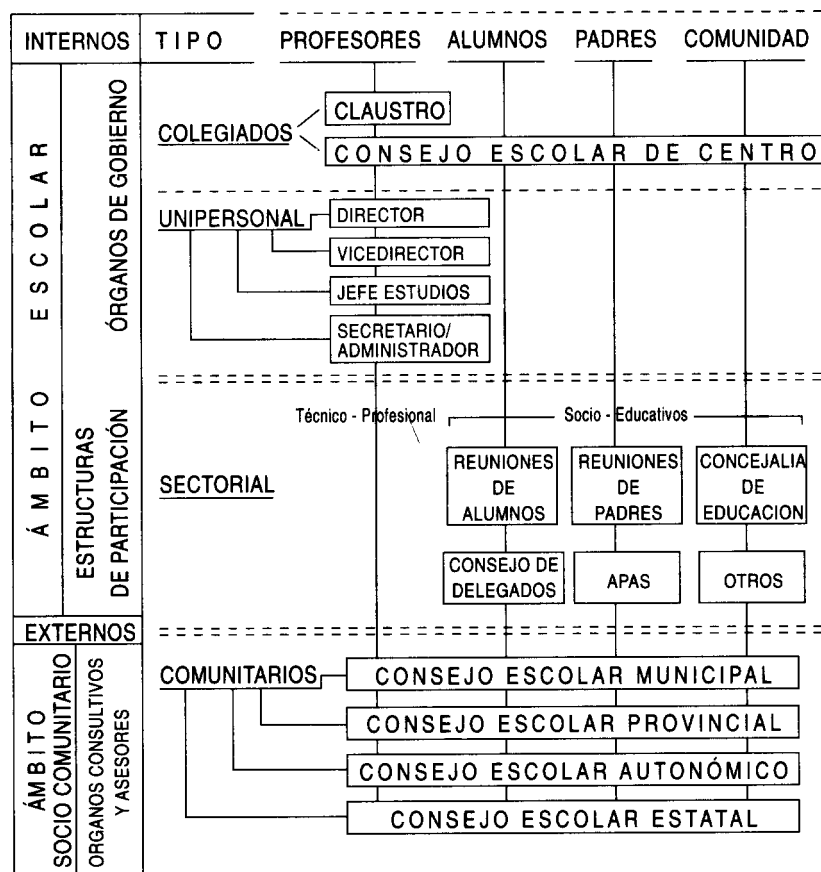 INTERNOS TIPO PROFESORES ALUMNOS PADRES COMUNIDAD
ÁMBITO ESCOLAR
ÓRGANOS DE GOBIERNO
COLEGIADOS
CLAUSTRO
CONSEJO ESCOLAR DE CENTRO
UNIPERSONAL
DIRECTOR
VICEDIRECTOR
JEFE ESTUDIOS
SECRETARIO/
ADMINISTRADOR
ESTRUCTURAS
DE PARTICIPACIÓN
SECTORIAL
Técnico - Profesional
Socio - Educativos
REUNIONES
DE
ALUMNOS
REUNIONES
DE
PADRES
CONCEJALIA
DE
EDUCACION
CONSEJO DE
DELEGADOS
APAS
OTROS
EXTERNOS
ÁMBITO
SOCIO COMUNITARIO
ORGANOS CONSULTIVOS
Y ASESORES
COMUNITARIOS
CONSEJO ESCOLAR MUNICIPAL
CONSEJO ESCOLAR PROVINCIAL
CONSEJO ESCOLAR AUTONÓMICO
CONSEJO ESCOLAR ESTATAL